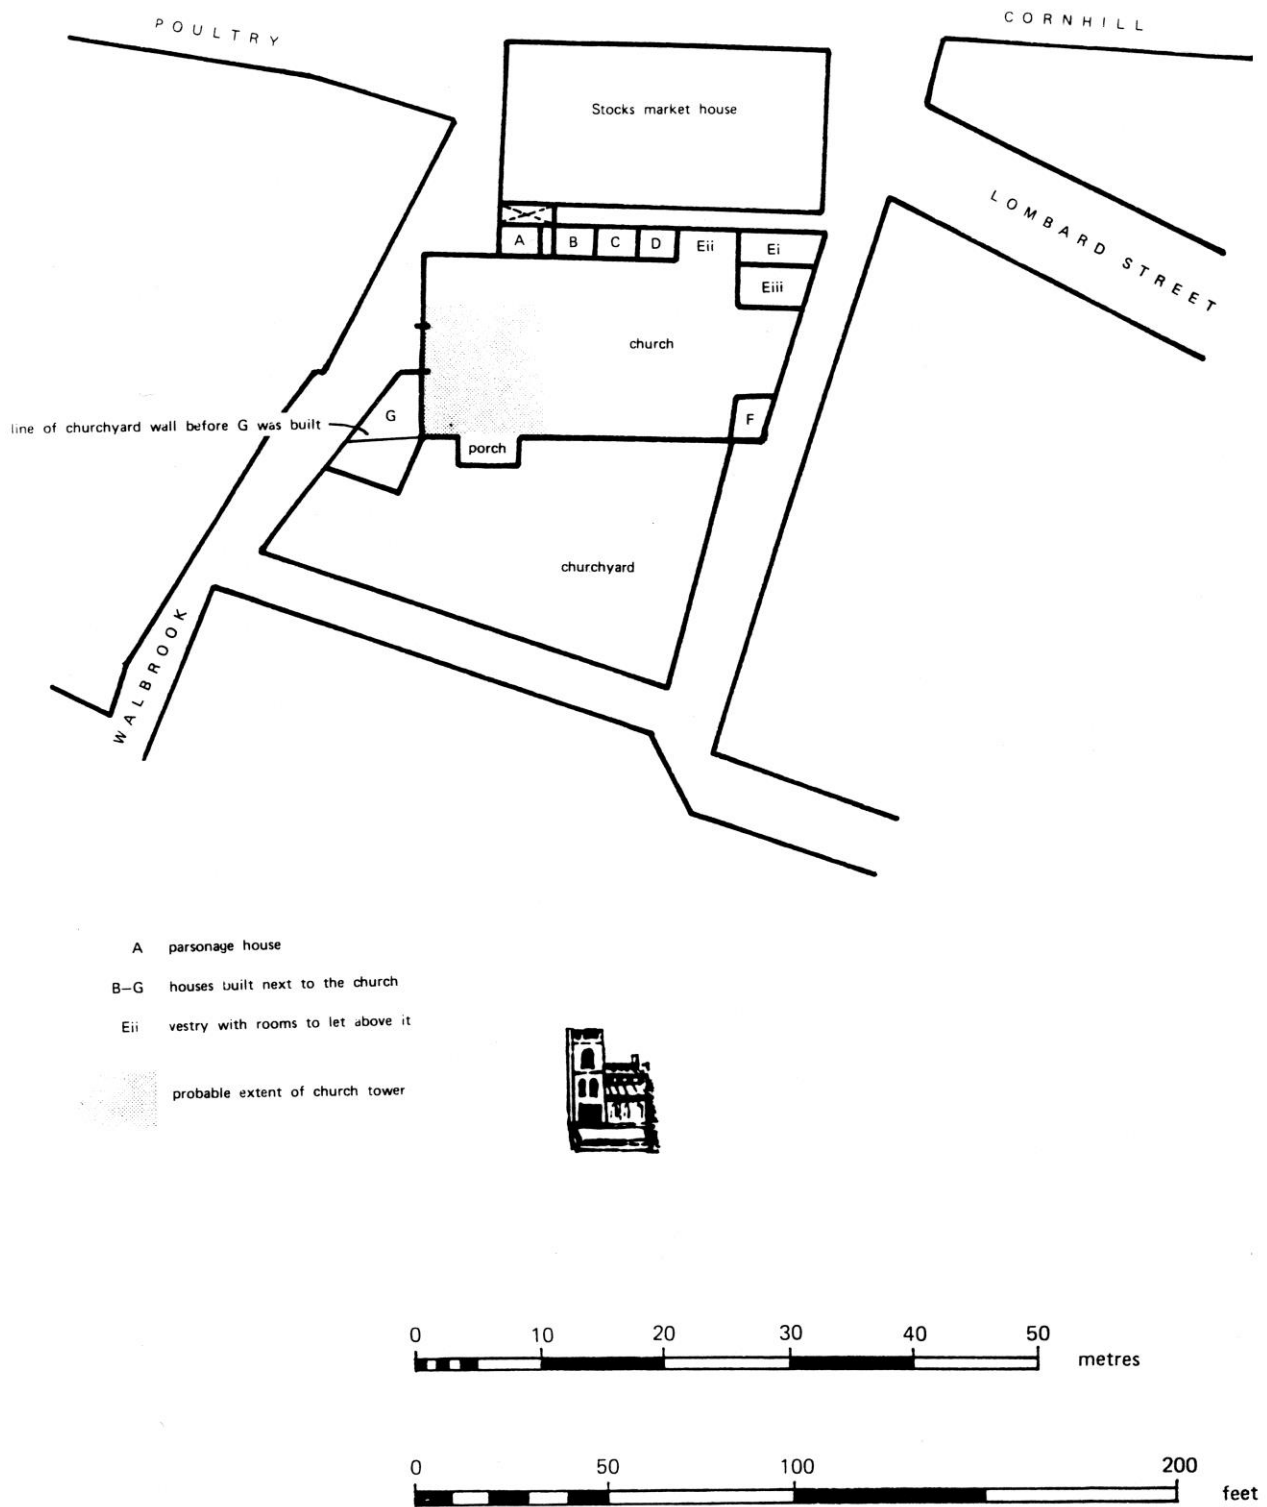 POULTRY
CORNHILL
Stocks market house
LOMBARD STREET
A
B
C
D
Eii
Ei
Eiii
church
G
F
line of churchyard wall before G was built
porch
churchyard
WALBROOK
A parsonage house
B–G houses built next to the church
Eii vestry with rooms to let above it
probable extent of church tower
0 10 20 30 40 50
metres
0 50 100 200
feet